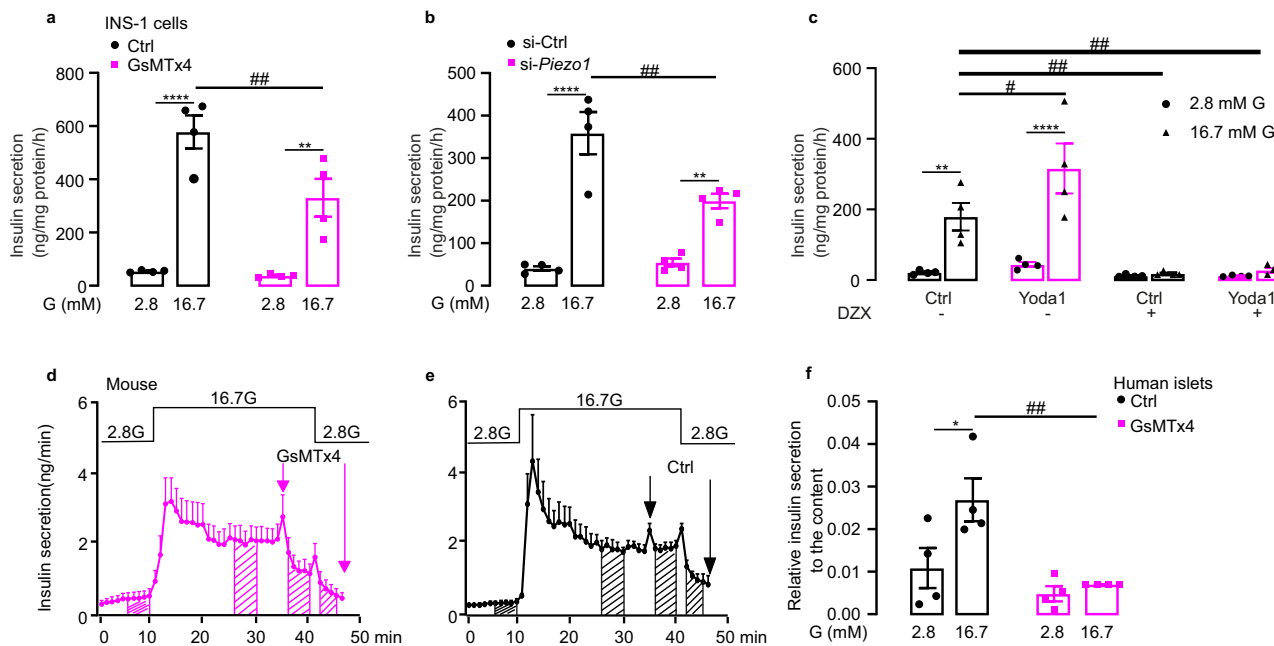 a
INS-1 cells
Ctrl
GsMTx4
##
****
**
800
600
400
200
0
Insulin secretion
(ng/mg protein/h)
G (mM)
2.8
16.7
2.8
16.7
b
si-Ctrl
si-Piezo1
##
****
**
500
400
300
200
100
0
Insulin secretion
(ng/mg protein/h)
G (mM)
2.8
16.7
2.8
16.7
c
##
##
#
2.8 mM G
16.7 mM G
****
**
600
400
200
0
Insulin secretion
(ng/mg protein/h)
Ctrl
Yoda1
Ctrl
Yoda1
DZX
-
-
+
+
d
Mouse
16.7G
2.8G
2.8G
GsMTx4
6
4
2
0
Insulin secretion(ng/min)
0
10
20
30
40
50 min
e
16.7G
2.8G
2.8G
Ctrl
6
4
2
0
0
10
20
30
40
50 min
f
Human islets
Ctrl
GsMTx4
##
*
0.05
0.04
0.03
0.02
0.01
0.00
Relative insulin secretion
to the content
G (mM)
2.8
16.7
2.8
16.7